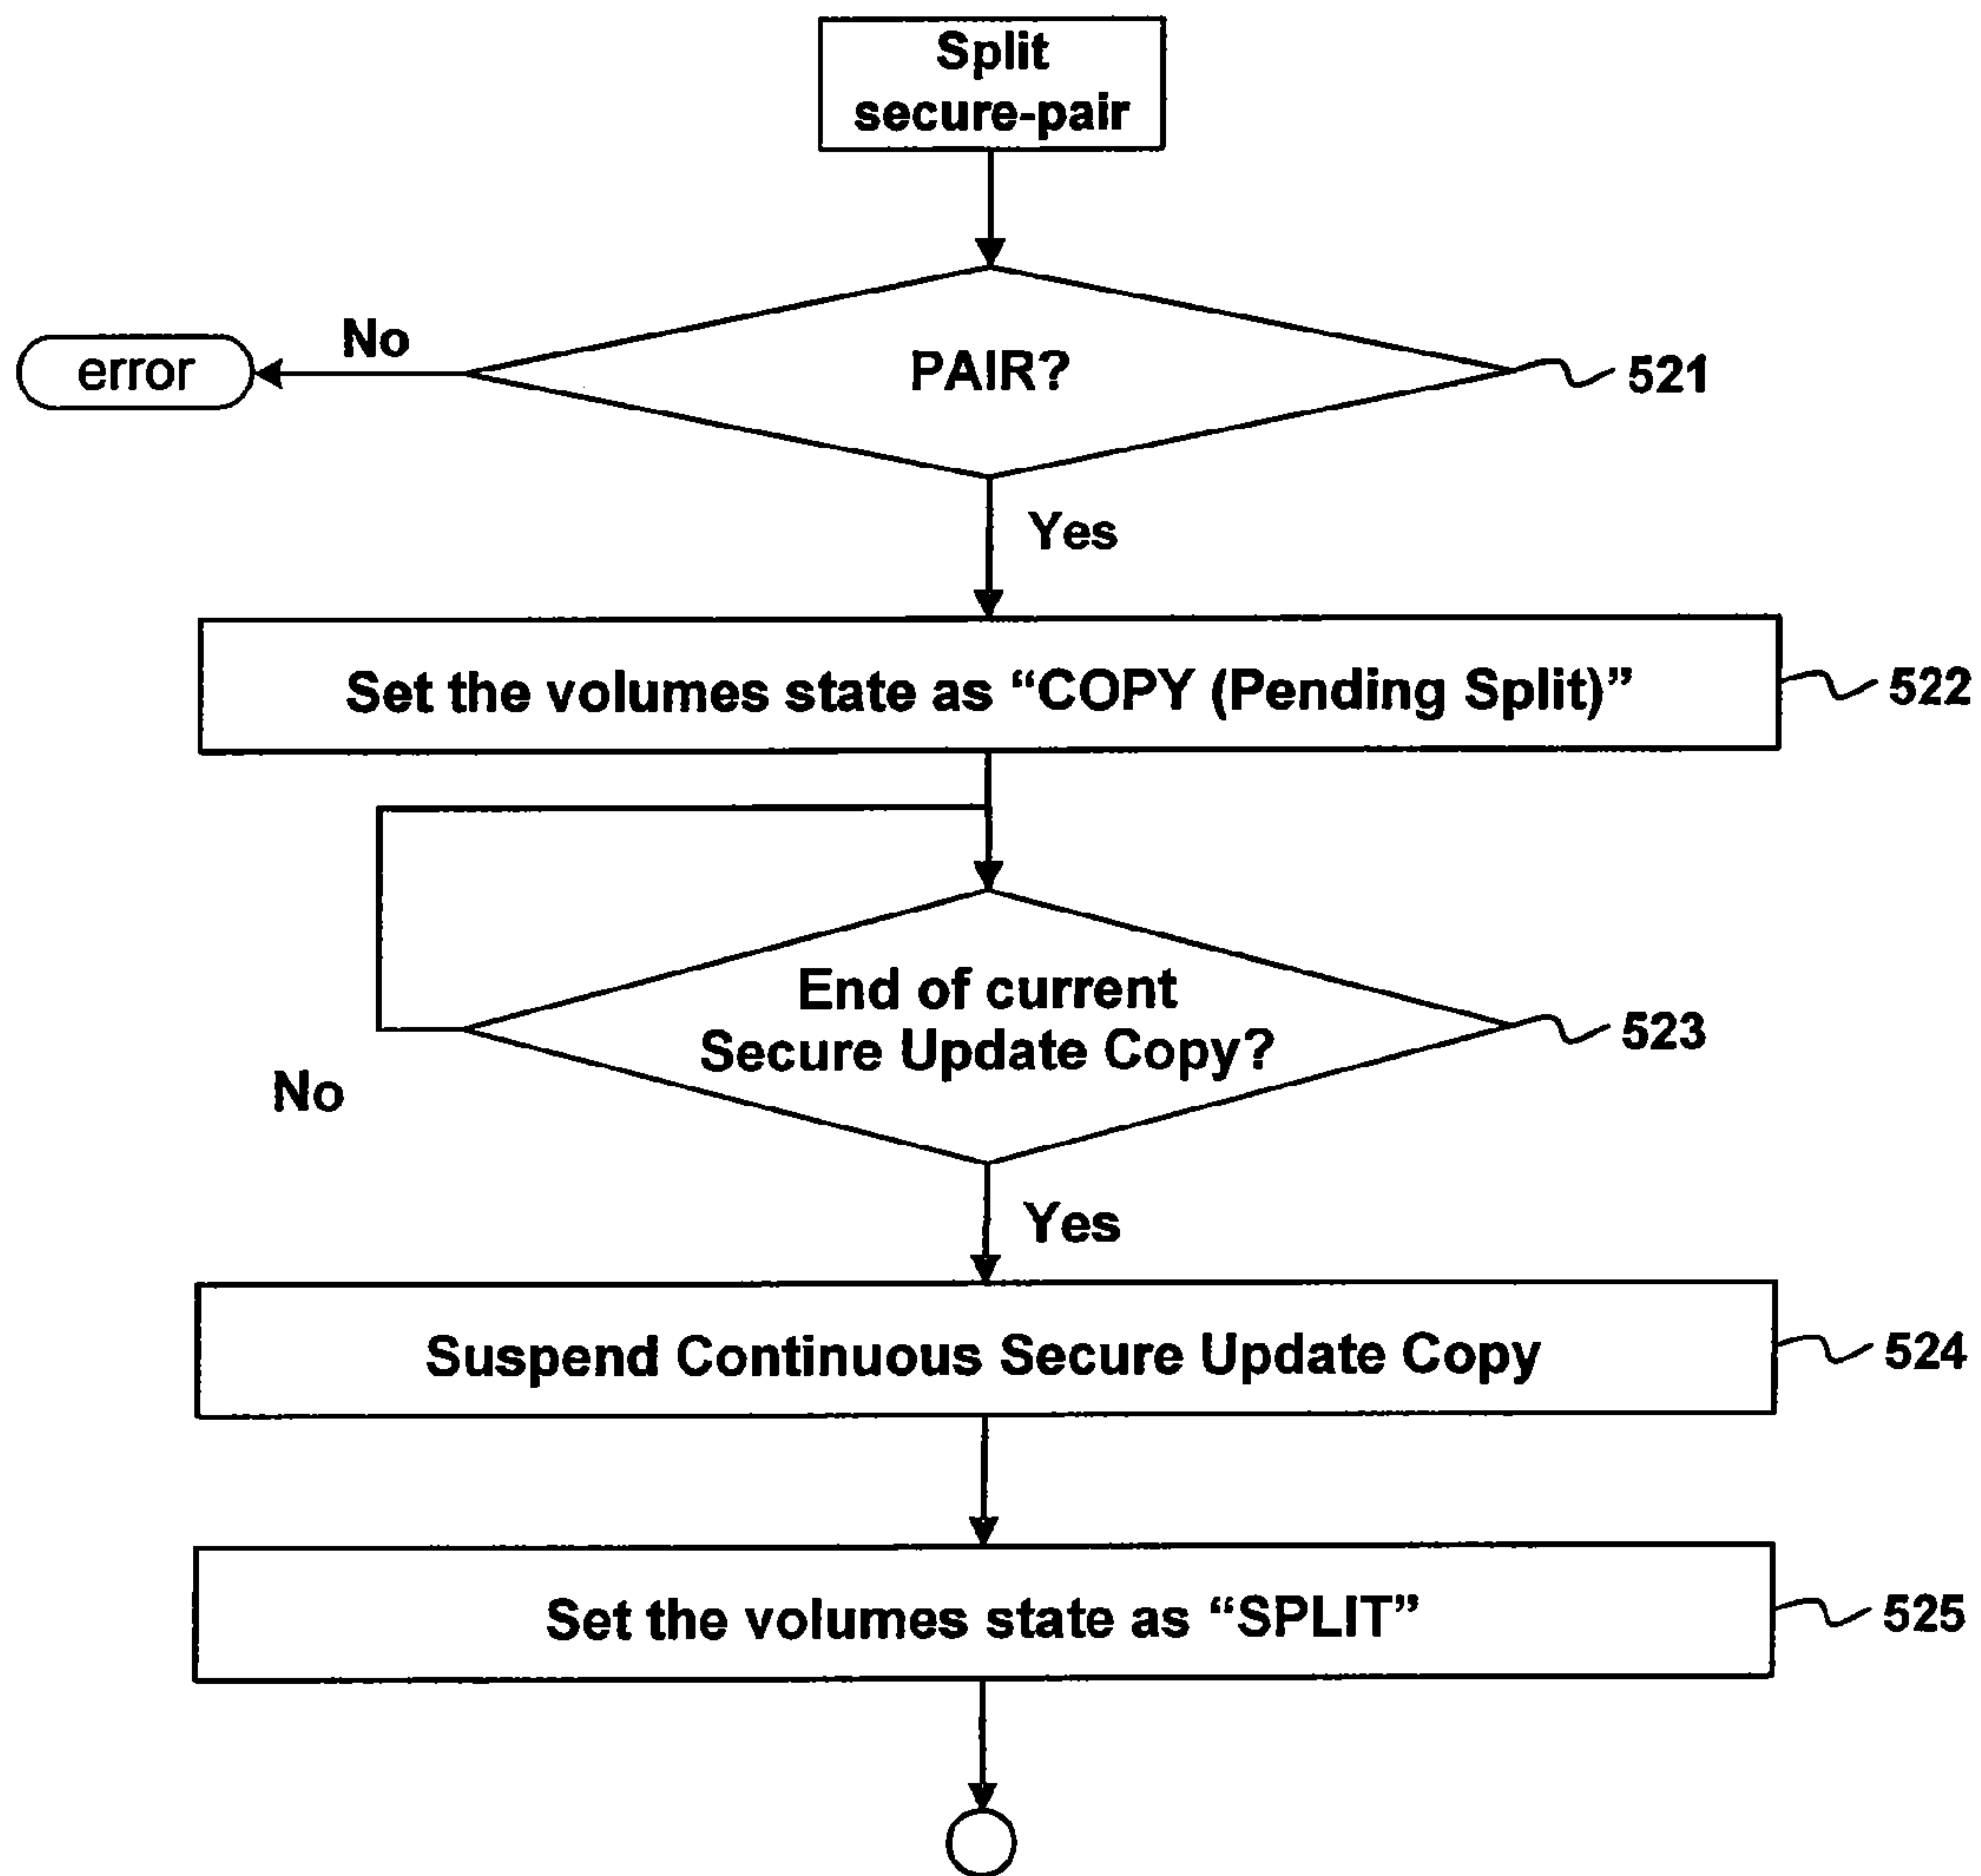 Split
secure-pair
No
error
PAIR?
521
Yes
Set the volumes state as “COPY (Pending Split)”
522
End of current
Secure Update Copy?
523
No
Yes
Suspend Continuous Secure Update Copy
524
Set the volumes state as “SPLIT”
525